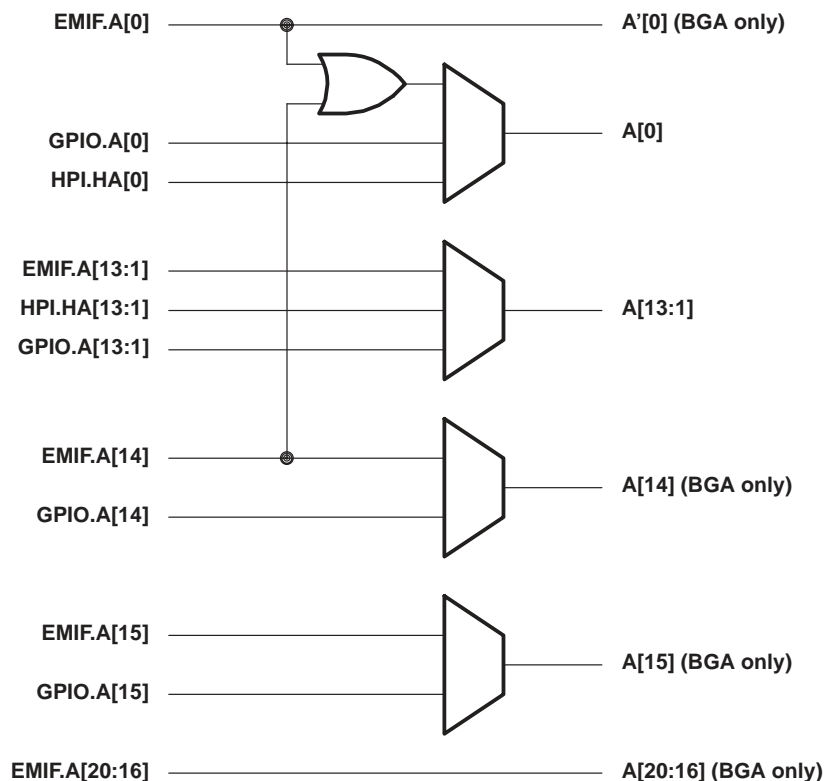 EMIF.A[0] A'[0] (BGA only)
A[0]
GPIO.A[0]
HPI.HA[0]
EMIF.A[13:1]
HPI.HA[13:1] A[13:1]
GPIO.A[13:1]
EMIF.A[14]
A[14] (BGA only)
GPIO.A[14]
EMIF.A[15]
A[15] (BGA only)
GPIO.A[15]
EMIF.A[20:16] A[20:16] (BGA only)